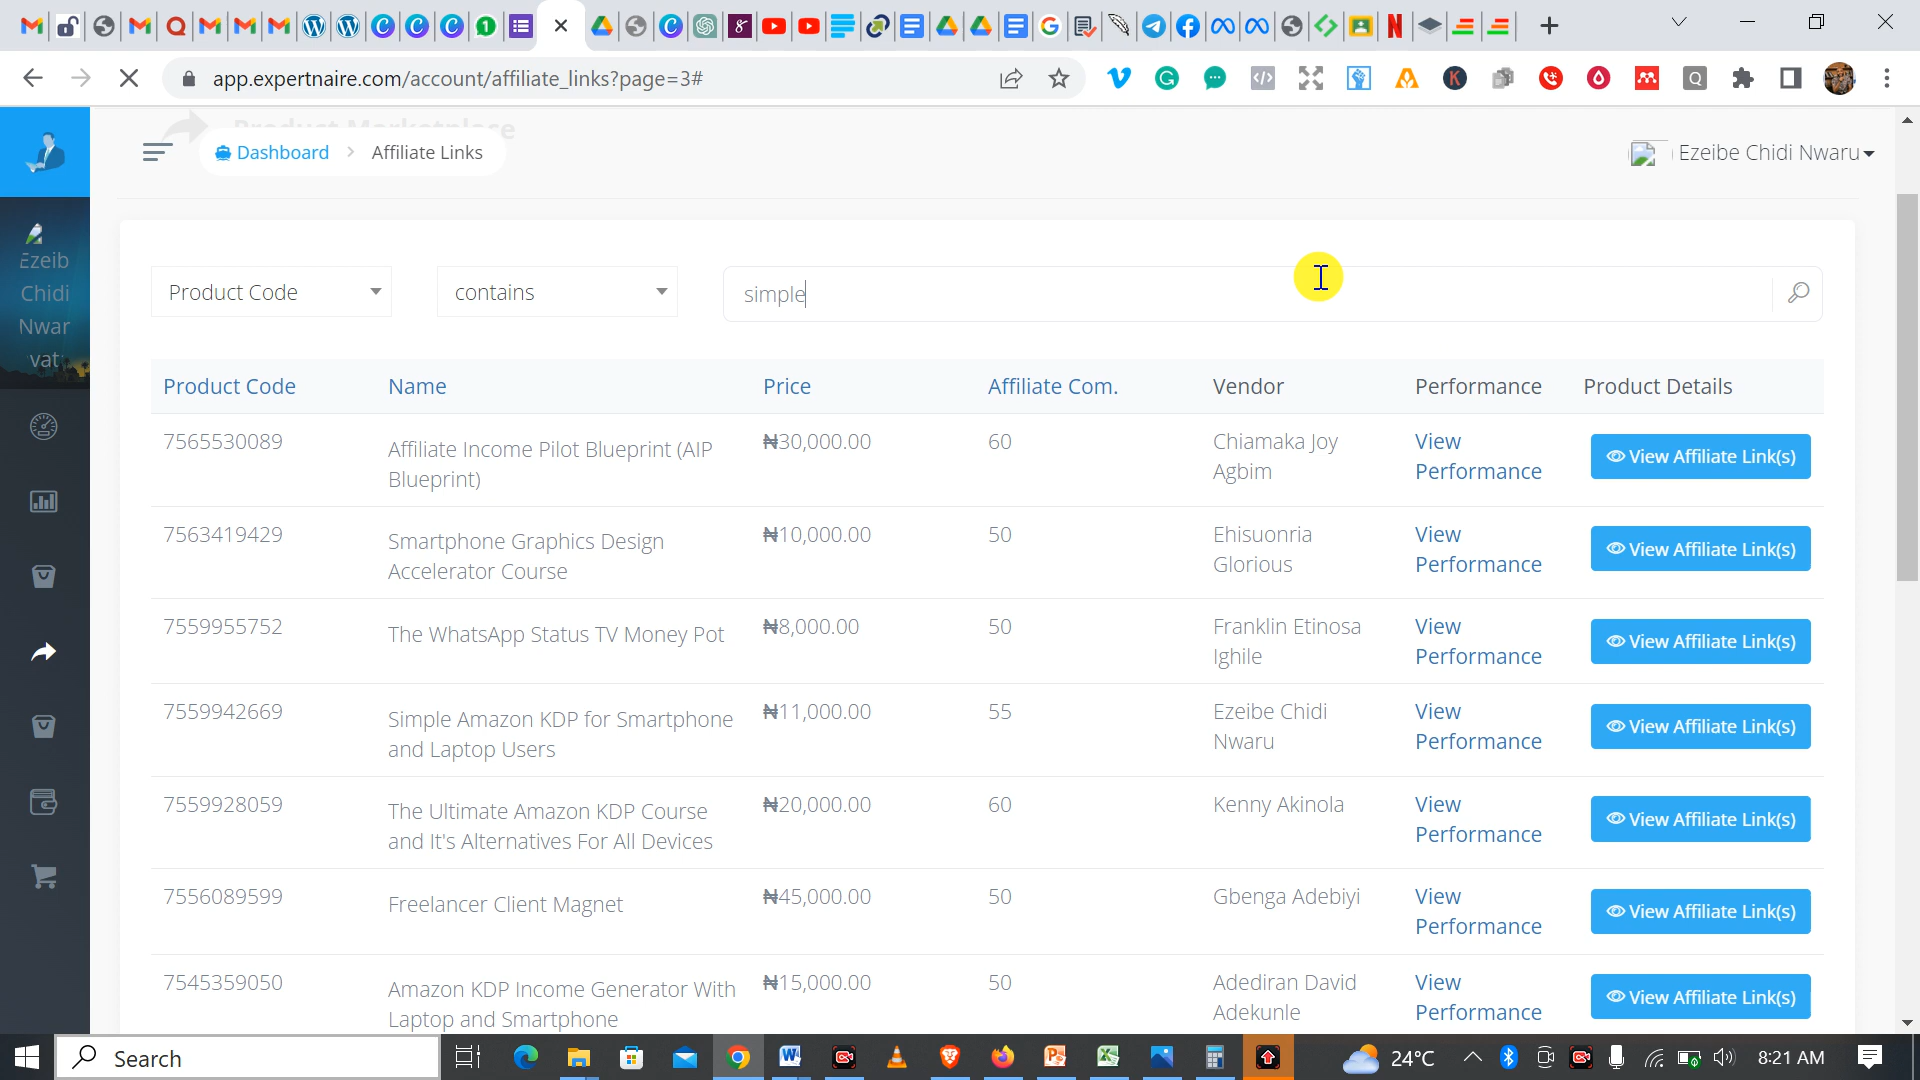 app.expertnaire.com/account/affiliate_links?page=3#
Product Marketplace
Dashboard > Affiliate Links
Ezeibe Chidi Nwaru
Ezeib
Chidi
Nwar
vat
Product Code
contains
simple
Product Code Name Price Affiliate Com. Vendor Performance Product Details
7565530089 Affiliate Income Pilot Blueprint (AIP ₦30,000.00 60 Chiamaka Joy View View Affiliate Link(s)
Blueprint) Agbim Performance
7563419429 Smartphone Graphics Design ₦10,000.00 50 Ehisuonria View View Affiliate Link(s)
Accelerator Course Glorious Performance
7559955752 The WhatsApp Status TV Money Pot ₦8,000.00 50 Franklin Etinosa View View Affiliate Link(s)
Ighile Performance
7559942669 Simple Amazon KDP for Smartphone ₦11,000.00 55 Ezeibe Chidi View View Affiliate Link(s)
and Laptop Users Nwaru Performance
7559928059 The Ultimate Amazon KDP Course ₦20,000.00 60 Kenny Akinola View View Affiliate Link(s)
and It's Alternatives For All Devices Performance
7556089599 Freelancer Client Magnet ₦45,000.00 50 Gbenga Adebiyi View View Affiliate Link(s)
Performance
7545359050 Amazon KDP Income Generator With ₦15,000.00 50 Adediran David View View Affiliate Link(s)
Laptop and Smartphone Adekunle Performance
Search
24°C
8:21 AM